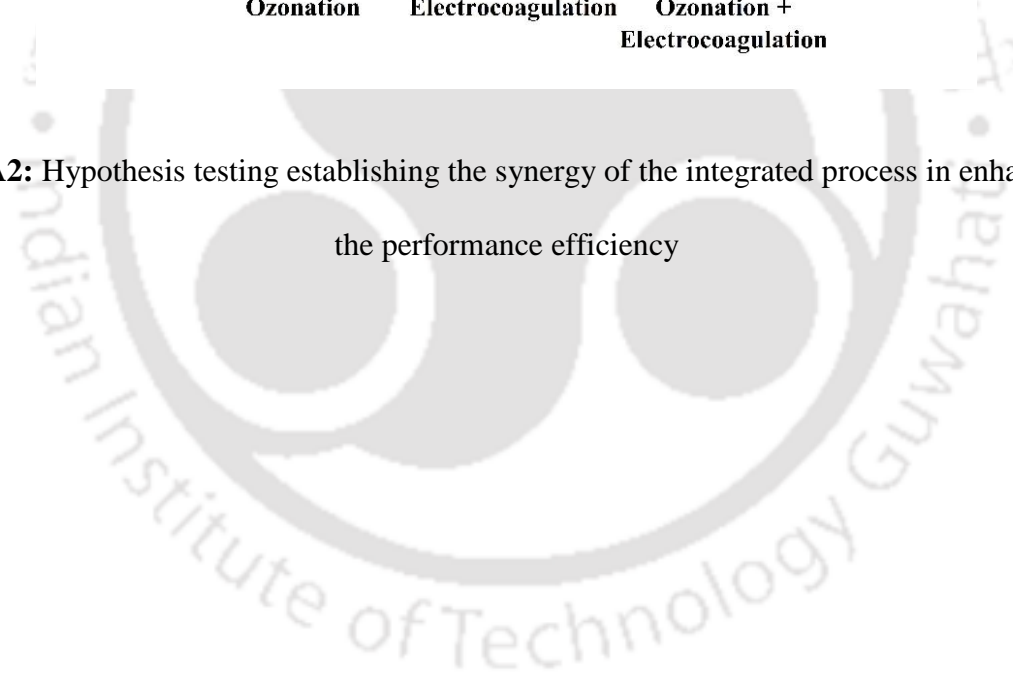 Ozonation Electrocoagulation Ozonation +
Electrocoagulation
A2: Hypothesis testing establishing the synergy of the integrated process in enha
the performance efficiency
Indian Institute of Technology Guwahati